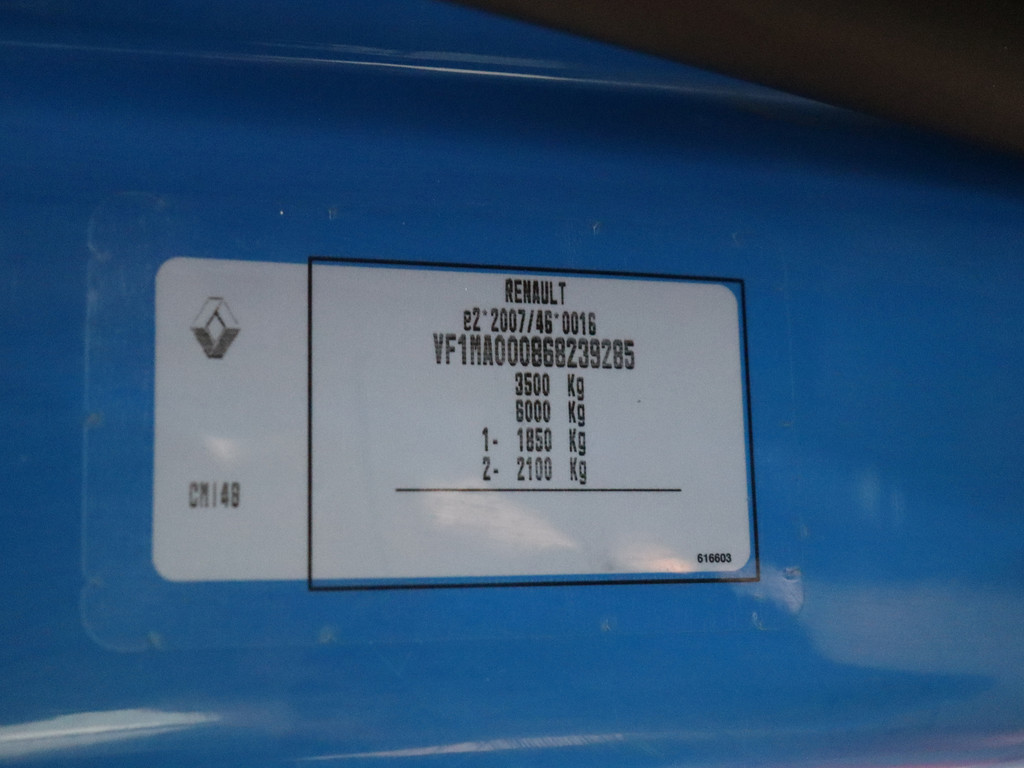 RENAULT
e2*2007/46*0016
VF1MA000868239285
3500 Kg
6000 Kg
1- 1850 Kg
2- 2100 Kg
CM148
616603